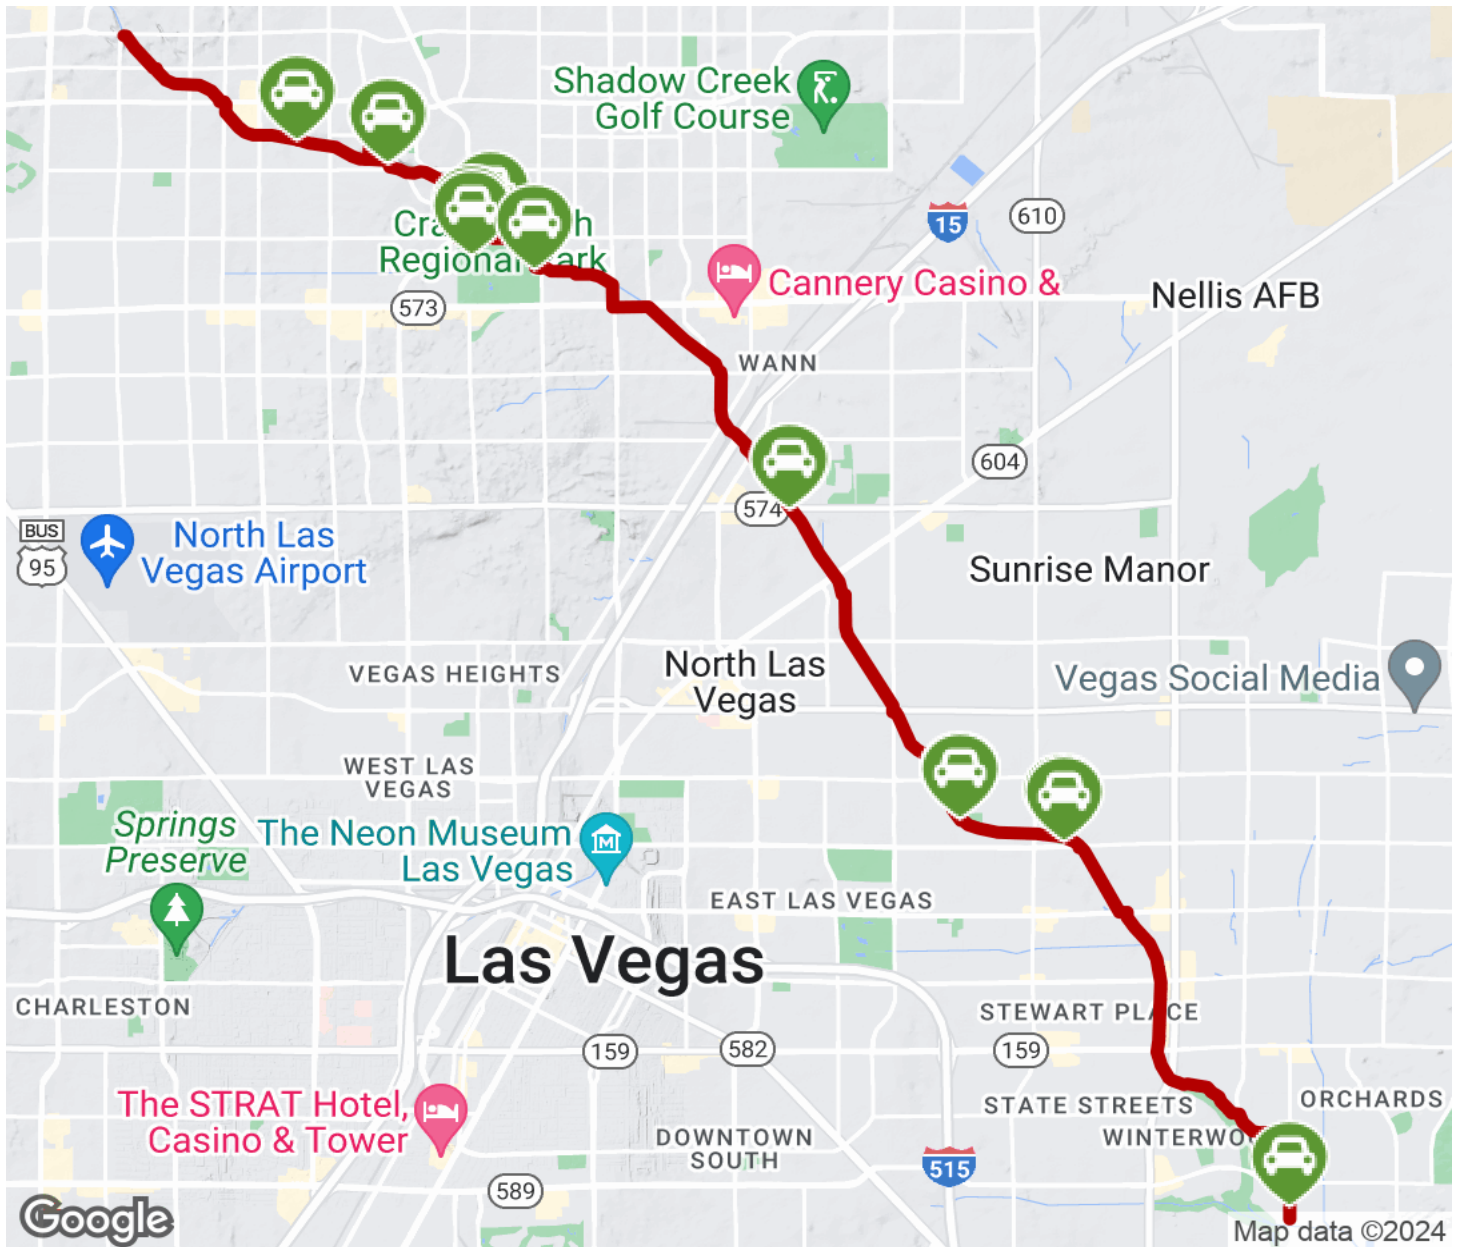 Shadow Creek
Golf Course
15
610
Cra
h
Regional
ark
Cannery Casino &
Nellis AFB
573
WANN
604
574
BUS
95
North Las
Vegas Airport
Sunrise Manor
VEGAS HEIGHTS
North Las
Vegas
Vegas Social Media
WEST LAS
VEGAS
Springs
Preserve
The Neon Museum
Las Vegas
M
EAST LAS VEGAS
Las Vegas
CHARLESTON
STEWART PLACE
159
582
159
The STRAT Hotel,
Casino & Tower
STATE STREETS
ORCHARDS
WINTERWO
DOWNTOWN
SOUTH
515
589
Google
Map data ©2024